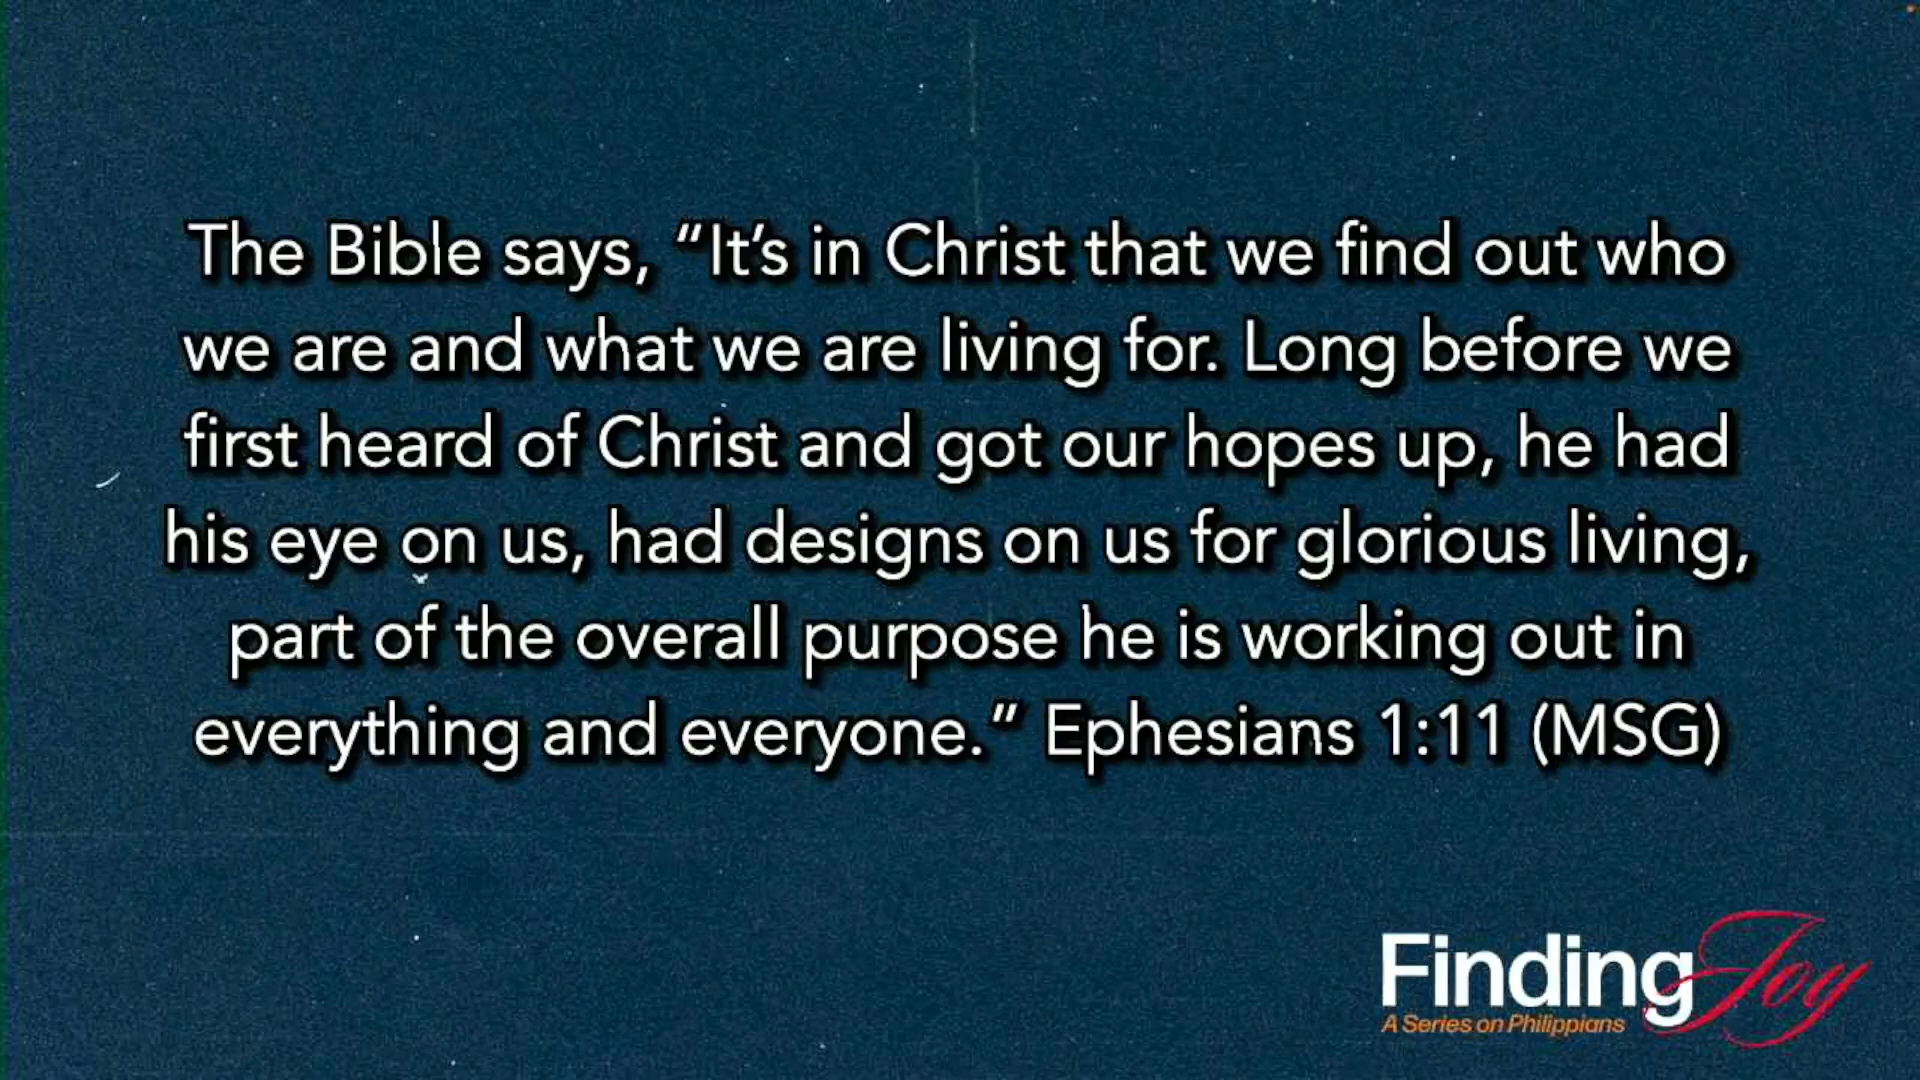 The Bible says, “It’s in Christ that we find out who
we are and what we are living for. Long before we
first heard of Christ and got our hopes up, he had
his eye on us, had designs on us for glorious living,
part of the overall purpose he is working out in
everything and everyone.” Ephesians 1:11 (MSG)
Finding Joy
A Series on Philippians